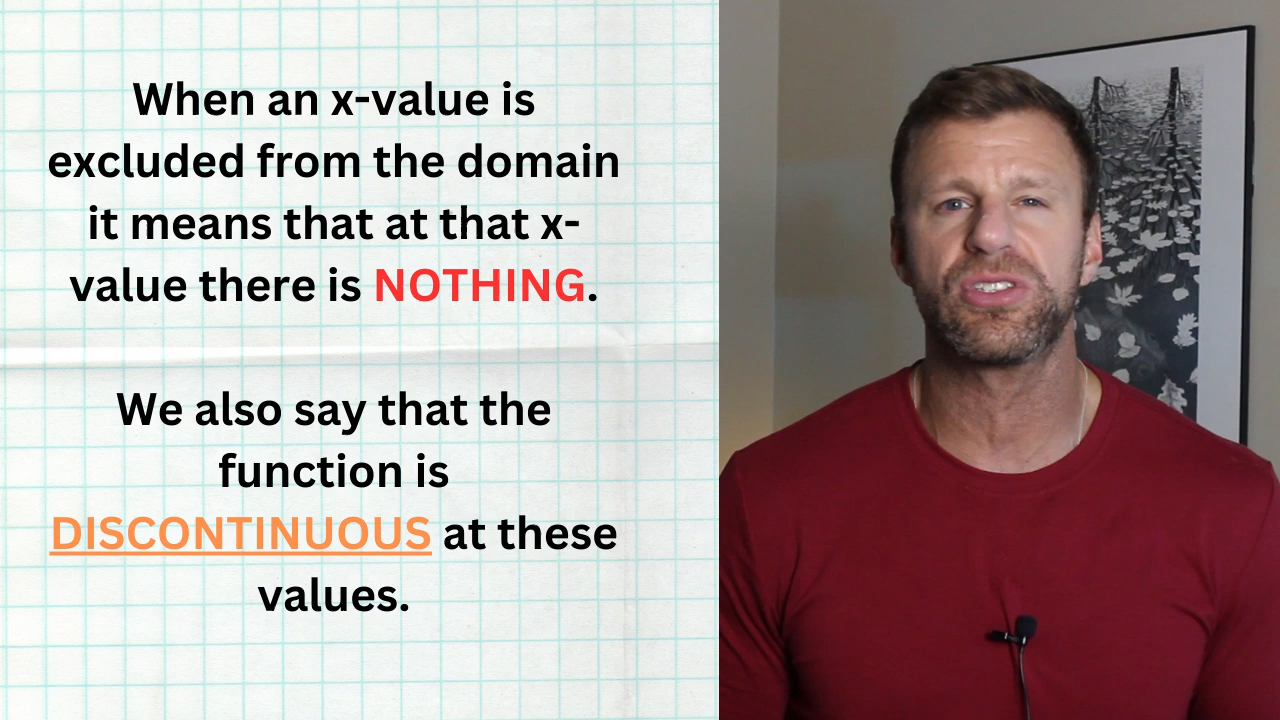 When an x-value is
excluded from the domain
it means that at that x-
value there is NOTHING.
We also say that the
function is
DISCONTINUOUS at these
values.